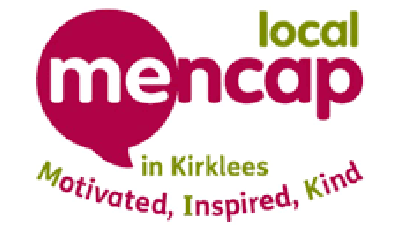 local
mencap
in Kirklees
Motivated, Inspired, Kind